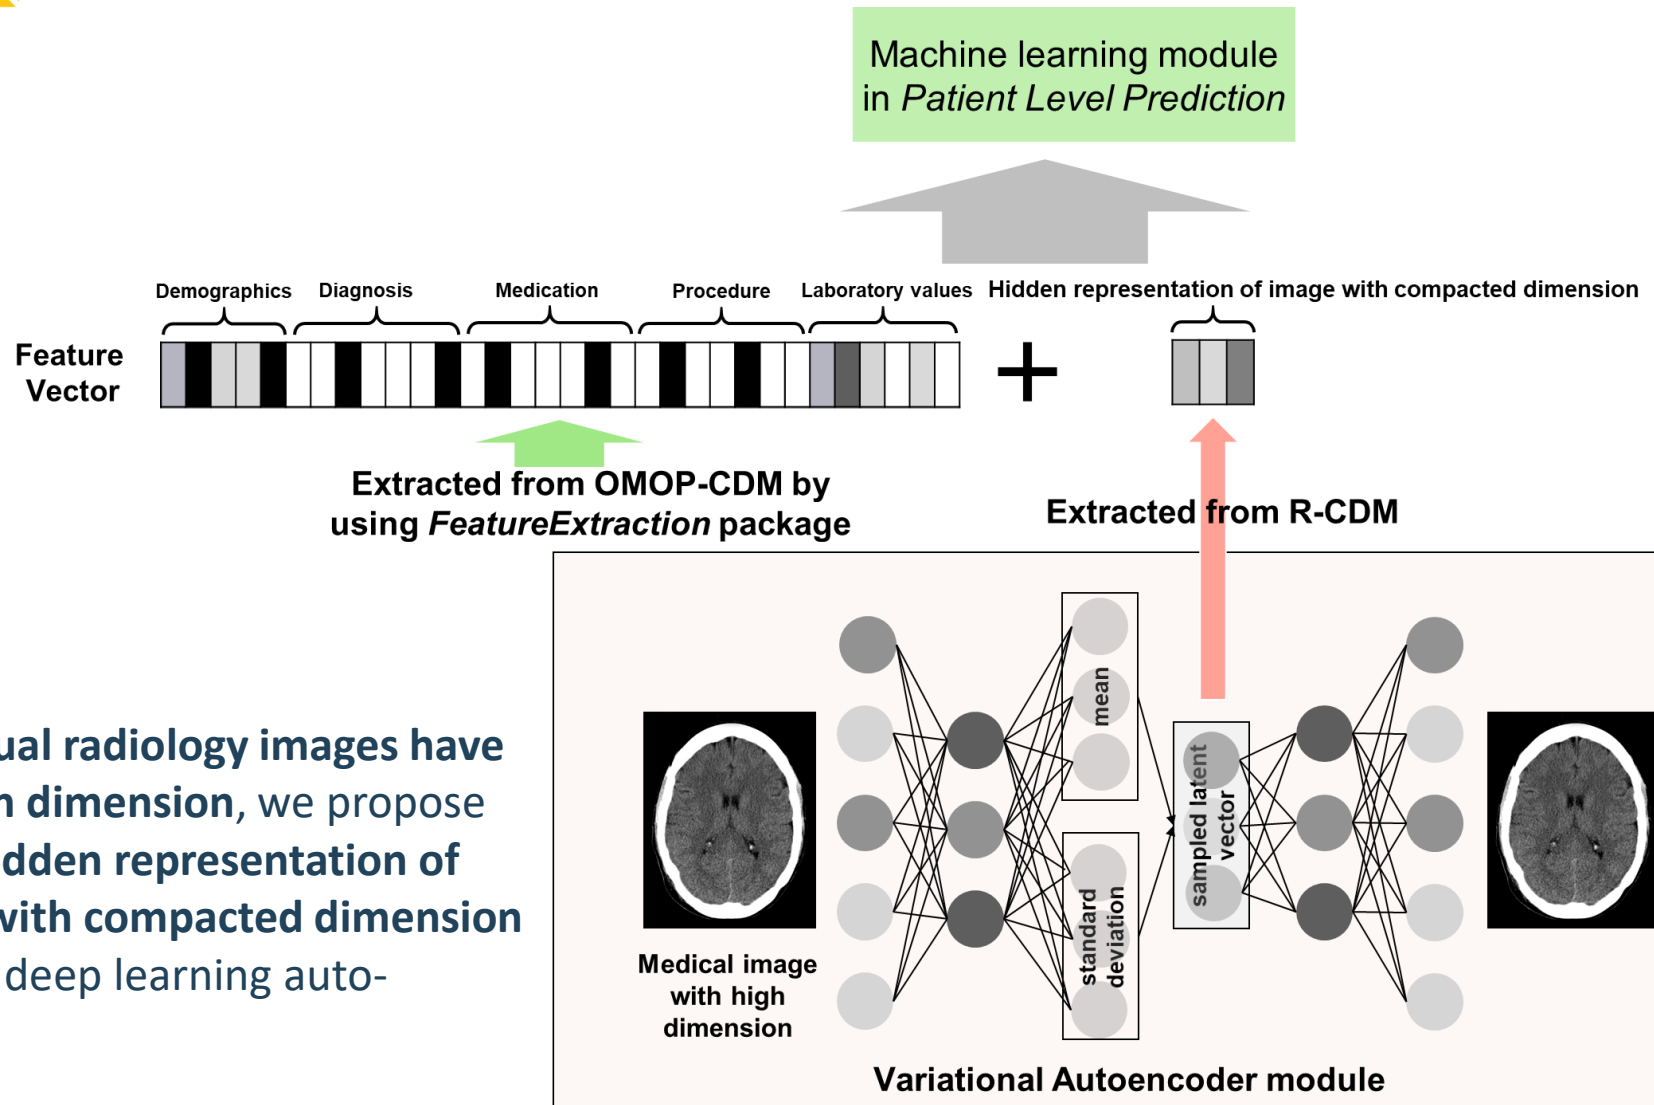 Machine learning module
in Patient Level Prediction
Demographics Diagnosis Medication Procedure Laboratory values Hidden representation of image with compacted dimension
Feature
Vector
Extracted from OMOP-CDM by
using FeatureExtraction package
Extracted from R-CDM
mean
standard
deviation
sampled latent
vector
ual radiology images have
n dimension, we propose
idden representation of
with compacted dimension
deep learning auto-
Medical image
with high
dimension
Variational Autoencoder module